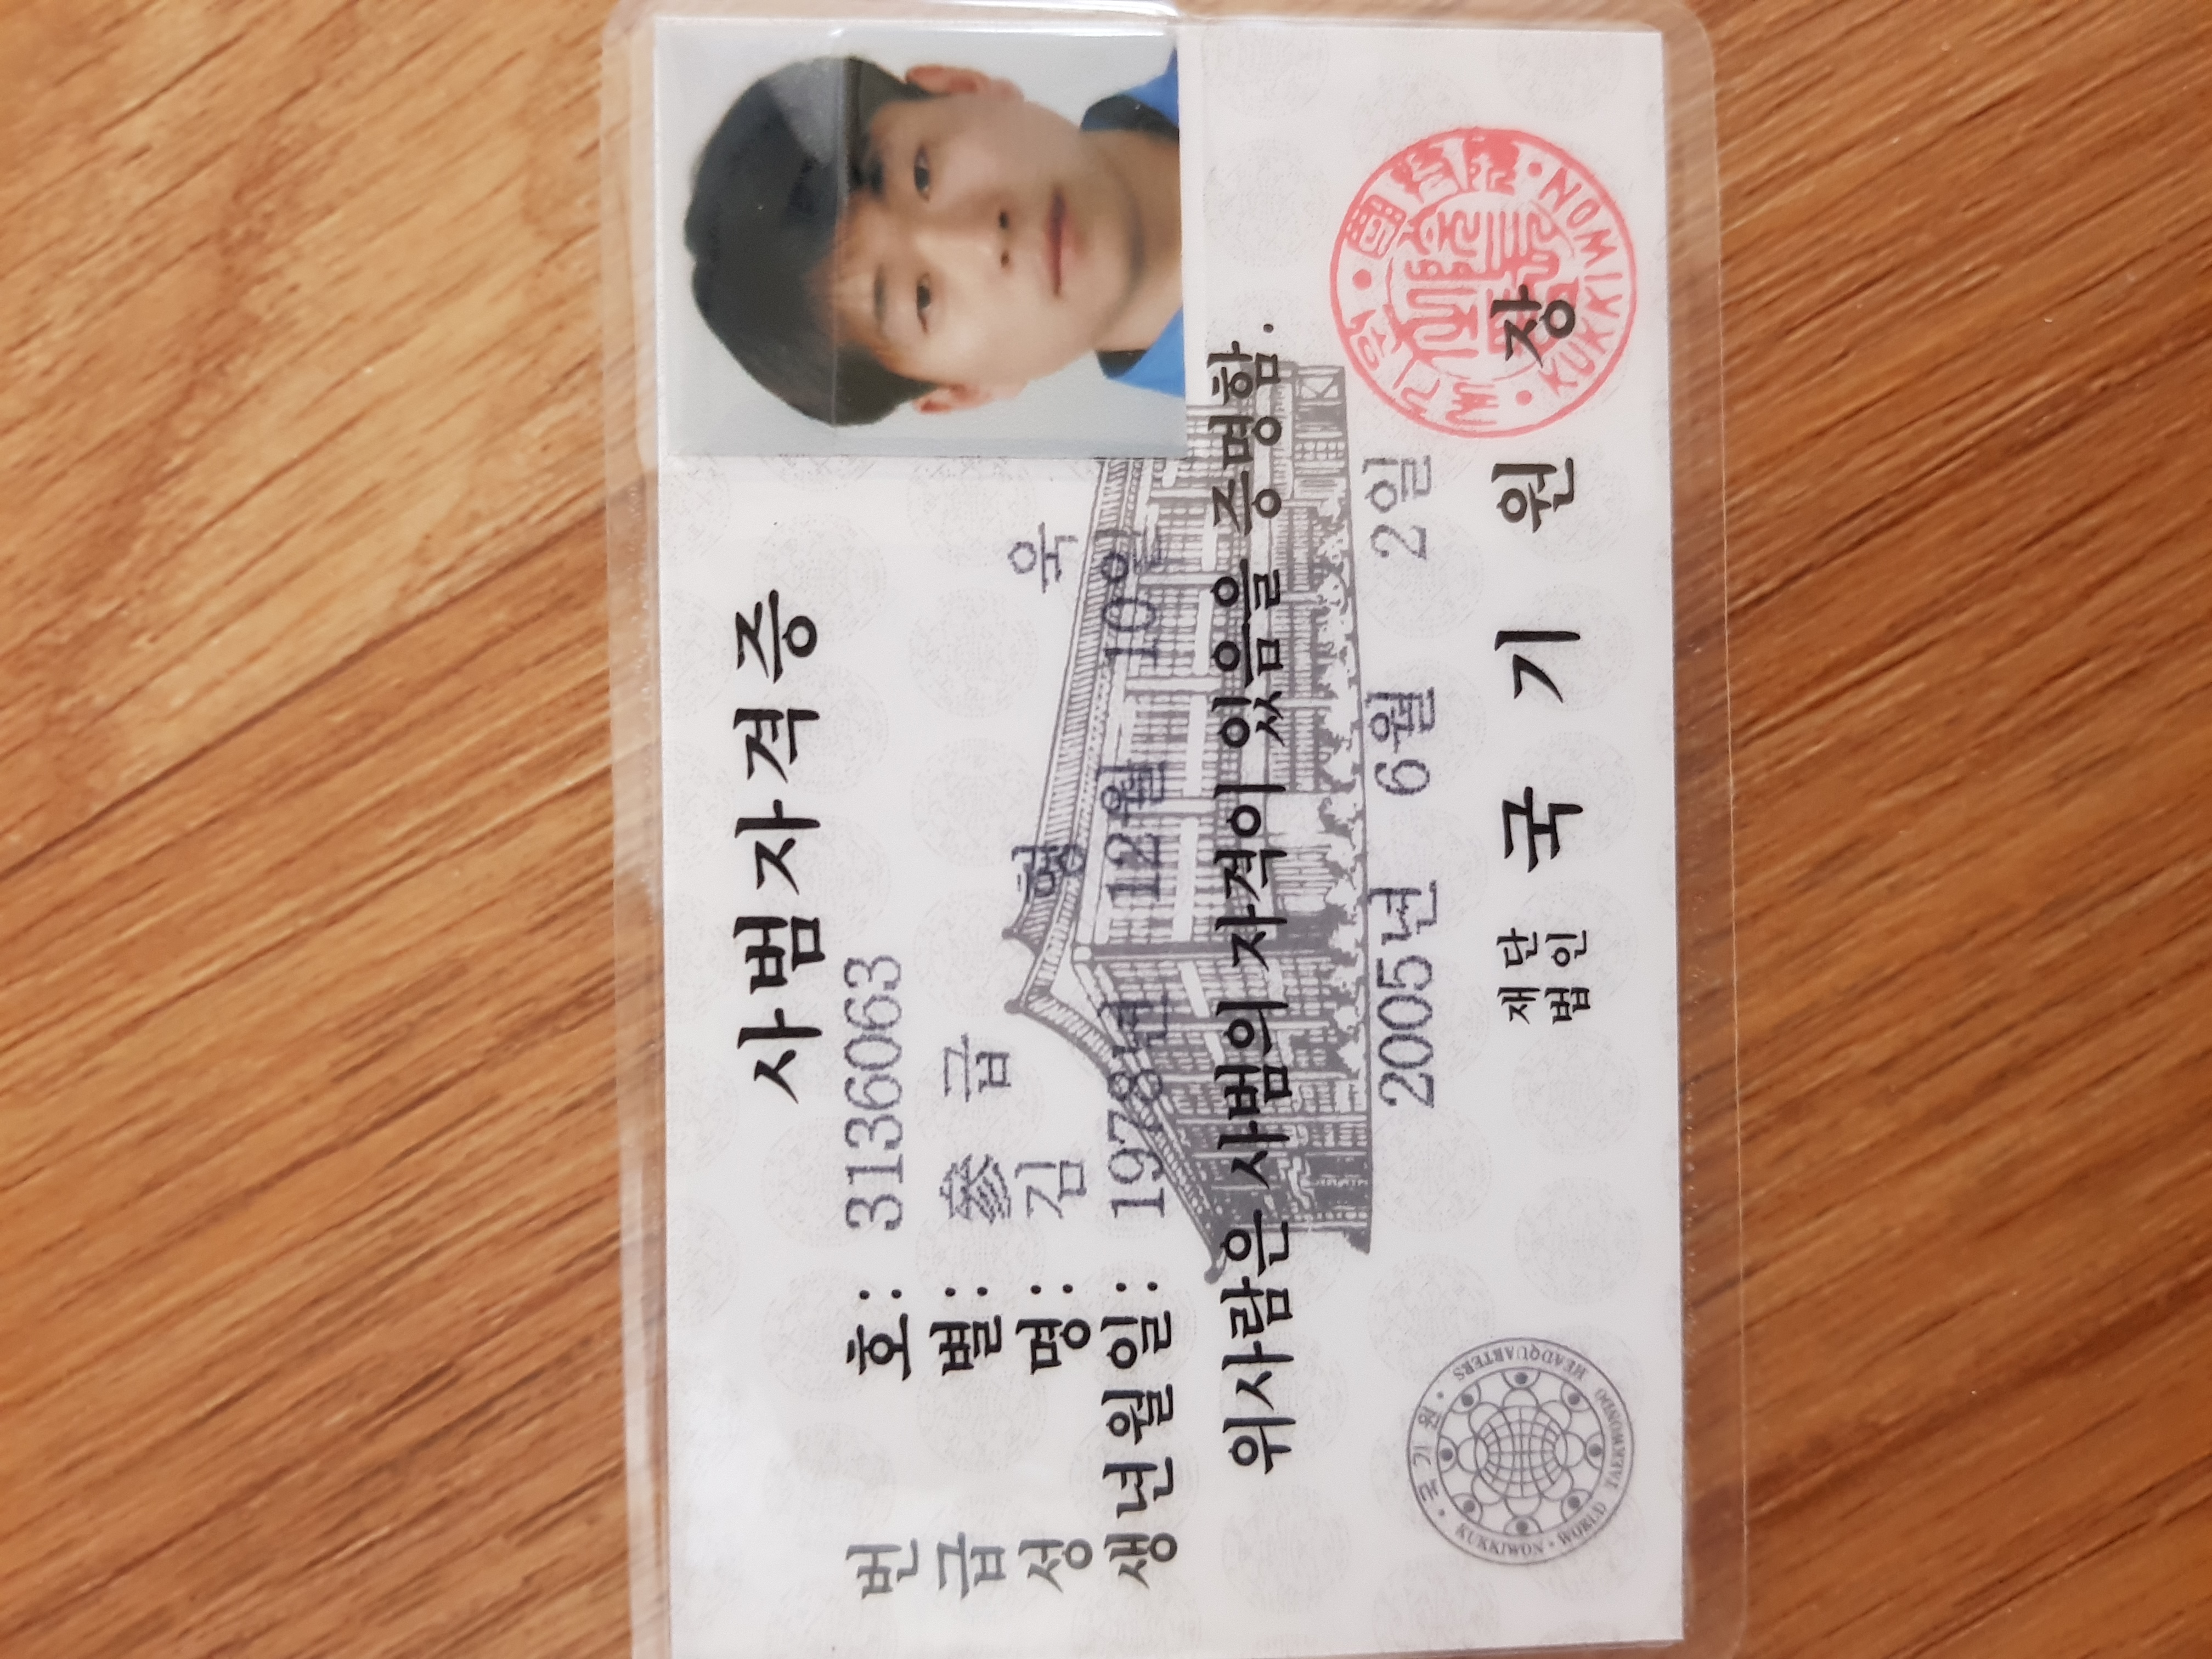 사범자격증
번 호: 3136063
급 별: 參 급
성 명: 김 형 욱
생년월일: 1978년 12월 10일
위사람은 사범의 자격이 있음을 증명함.
2005년 6월 2일
재단법인 국 기 원 장
국 기 원 · KUKKIWON · WORLD TAEKWONDO HEADQUARTERS
KUKKIWON